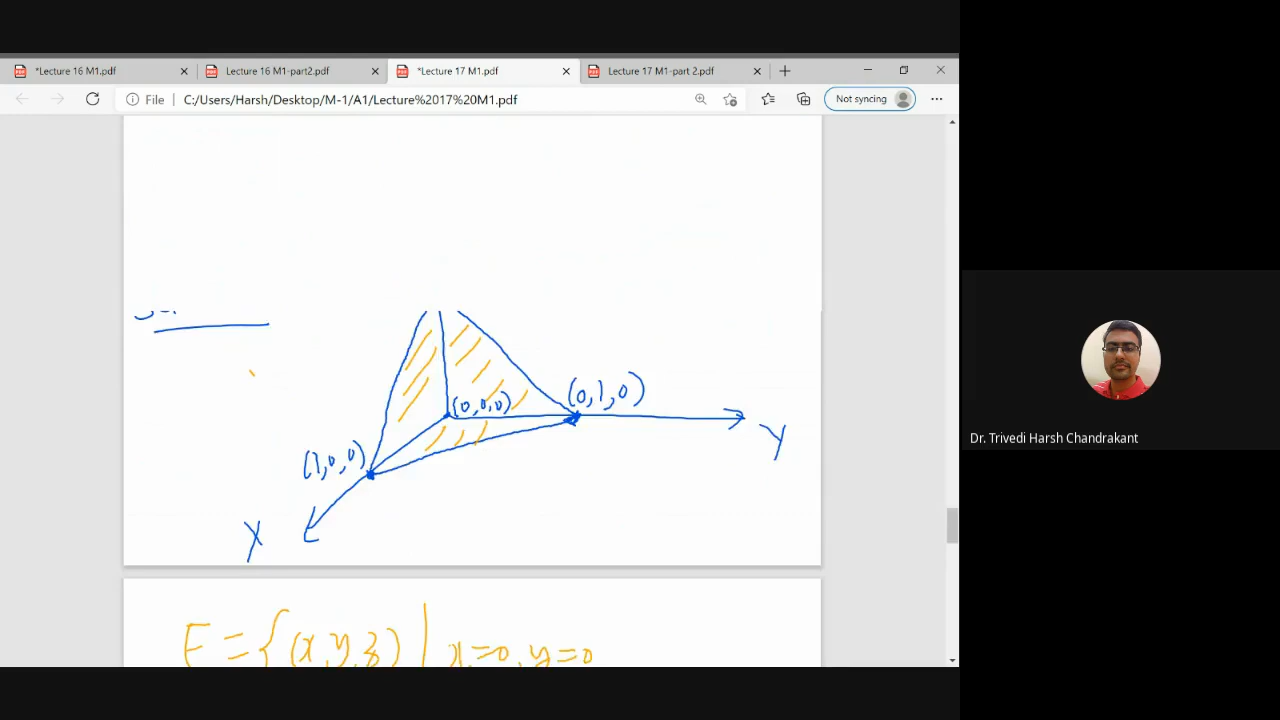 *Lecture 16 M1.pdf
Lecture 16 M1-part2.pdf
*Lecture 17 M1.pdf
Lecture 17 M1-part 2.pdf
File
C:/Users/Harsh/Desktop/M-1/A1/Lecture%2017%20M1.pdf
Not syncing
(0,0,0)
(0,1,0)
Y
(1,0,0)
X
E = {(x,y,z) | x=0, y=0
Dr. Trivedi Harsh Chandrakant